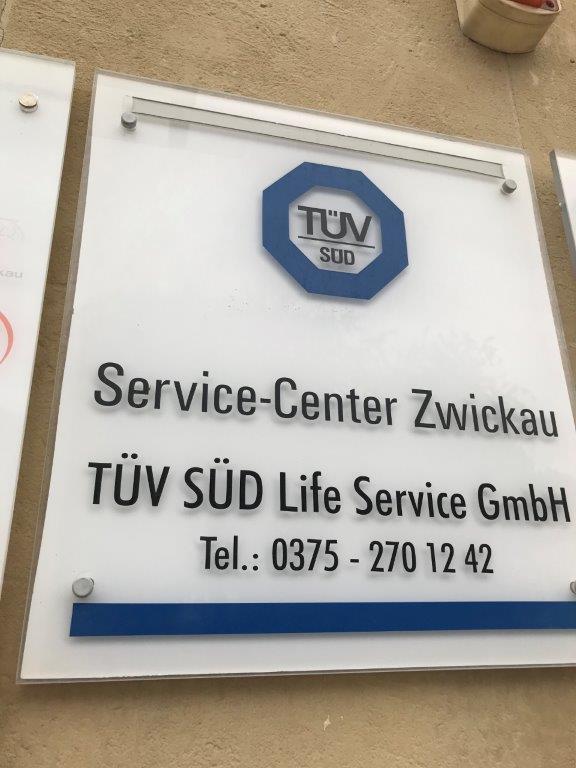 TÜV
SÜD
Service-Center Zwickau
TÜV SÜD Life Service GmbH
Tel.: 0375 - 270 12 42